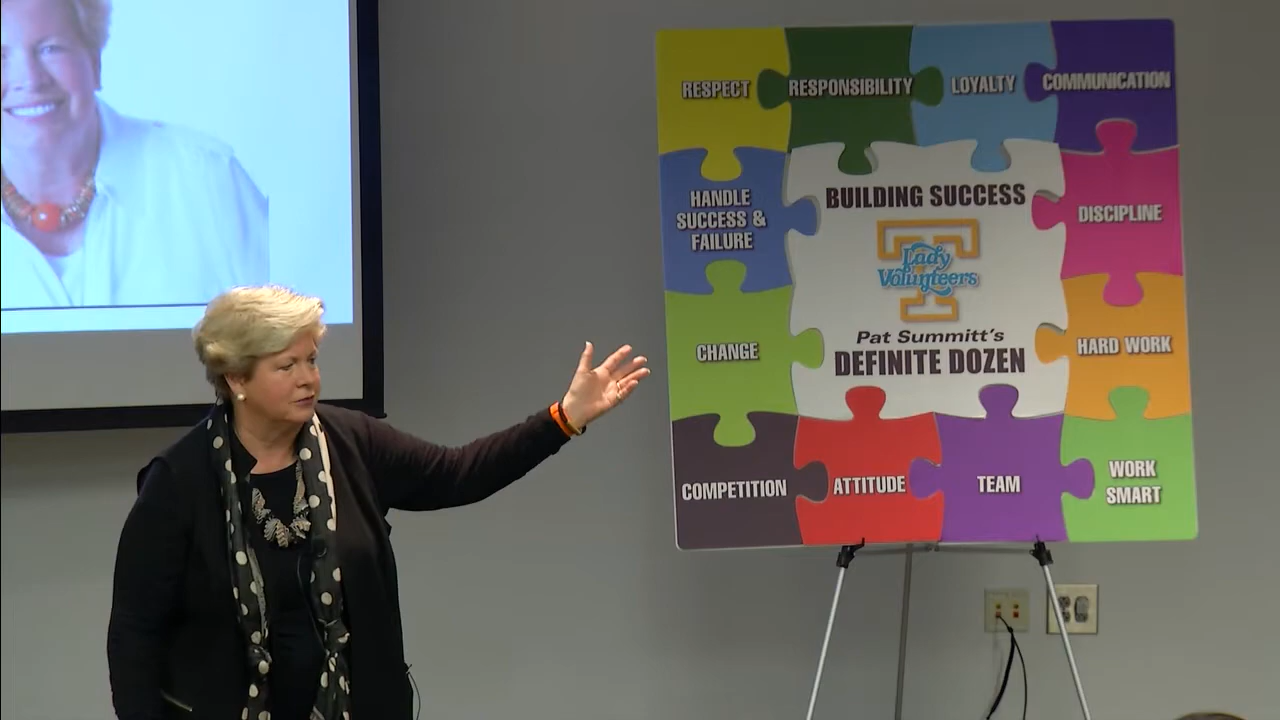 RESPECT
RESPONSIBILITY
LOYALTY
COMMUNICATION
HANDLE
SUCCESS &
FAILURE
BUILDING SUCCESS
DISCIPLINE
T
Lady
Volunteers
CHANGE
Pat Summitt's
DEFINITE DOZEN
HARD WORK
COMPETITION
ATTITUDE
TEAM
WORK
SMART